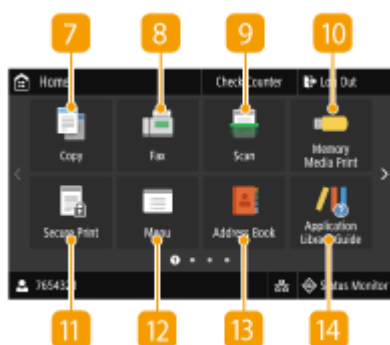 7 8 9 10
Home Check Counter Log Out
Copy Fax Scan Memory Media Print
Secure Print Menu Address Book Application Library Guide
7654321 Status Monitor
11 12 13 14